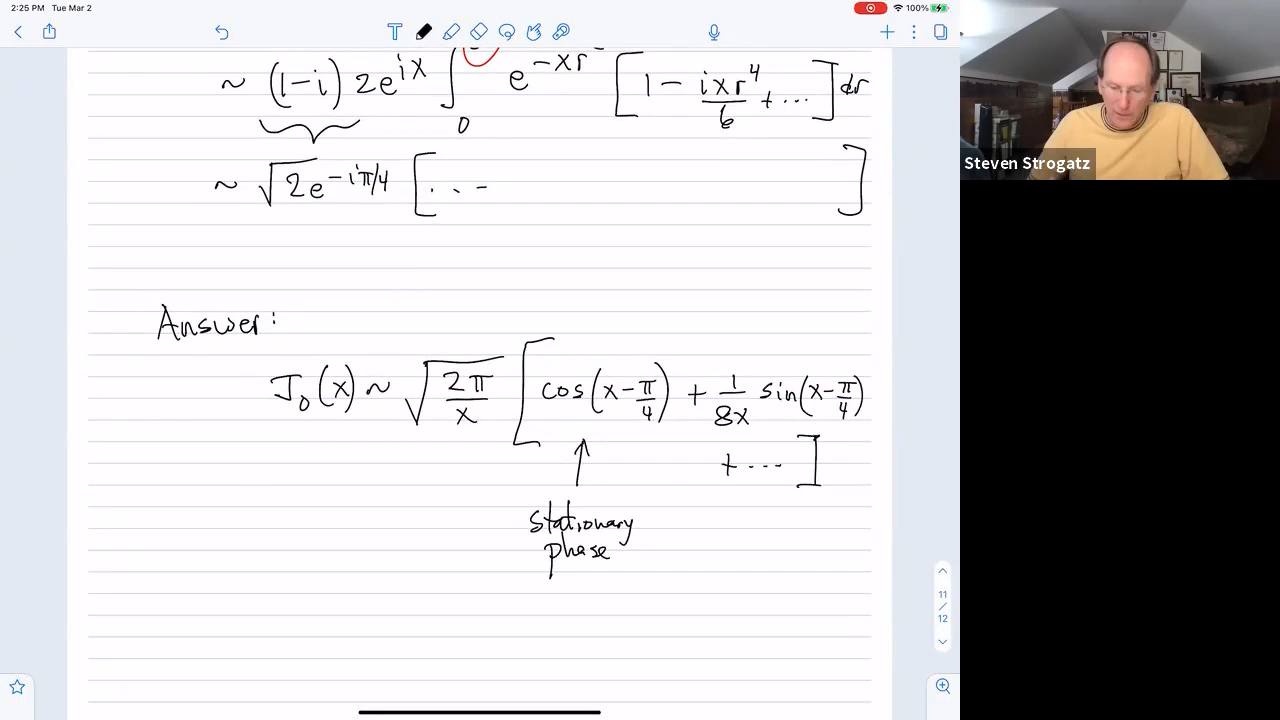 2:25 PM Tue Mar 2
100%
~ (1-i) 2e^{ix} ∫_0 e^{-xr} [1 - ixr^4/6 + ...] dr
~ √2 e^{-iπ/4} [... ]
Answer:
J_0(x) ~ √(2π/x) [cos(x-π/4) + 1/8x sin(x-π/4)
+ ... ]
stationary
phase
11
/
12
Steven Strogatz